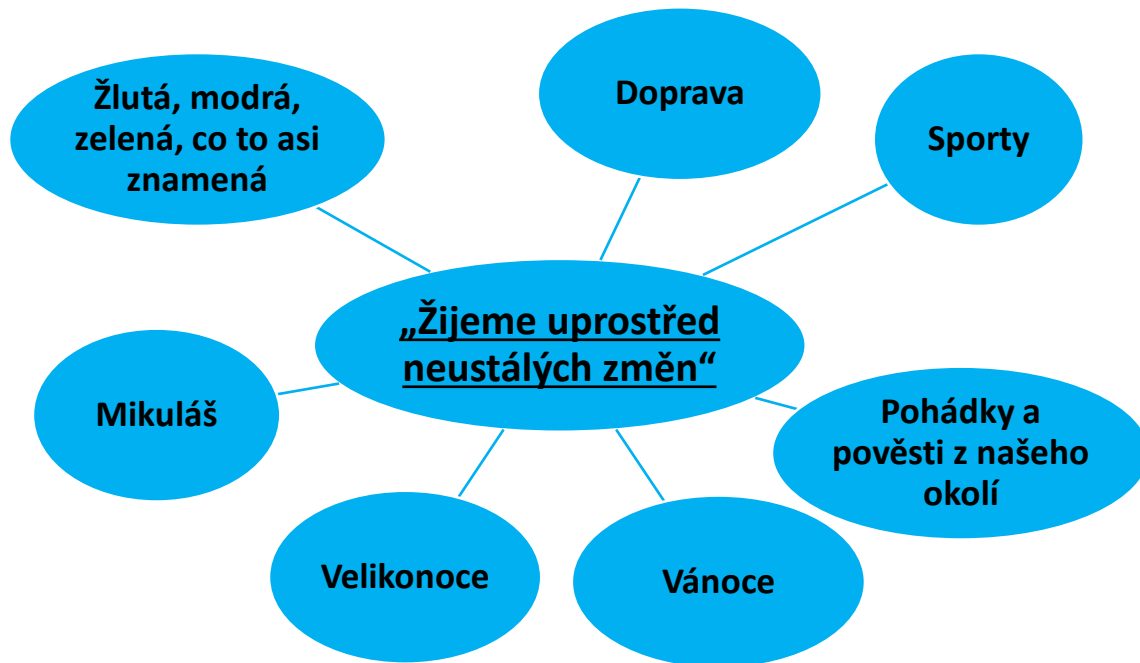 Žlutá, modrá,
zelená, co to asi
znamená
Doprava
Sporty
„Žijeme uprostřed
neustálých změn“
Mikuláš
Pohádky a
pověsti z našeho
okolí
Velikonoce
Vánoce